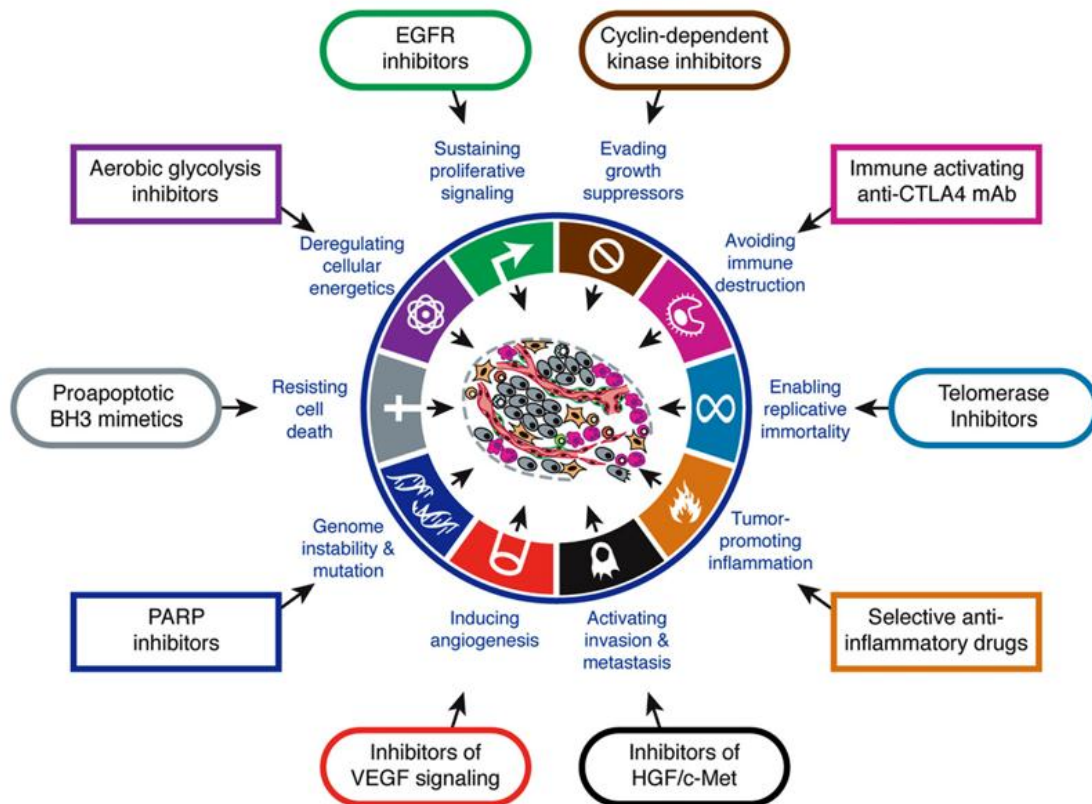 EGFR
inhibitors
Cyclin-dependent
kinase inhibitors
Aerobic glycolysis
inhibitors
Sustaining
proliferative
signaling
Evading
growth
suppressors
Immune activating
anti-CTLA4 mAb
Deregulating
cellular
energetics
Avoiding
immune
destruction
Proapoptotic
BH3 mimetics
Resisting
cell
death
Enabling
replicative
immortality
Telomerase
Inhibitors
Genome
instability &
mutation
Tumor-
promoting
inflammation
PARP
inhibitors
Inducing
angiogenesis
Activating
invasion &
metastasis
Selective anti-
inflammatory drugs
Inhibitors of
VEGF signaling
Inhibitors of
HGF/c-Met